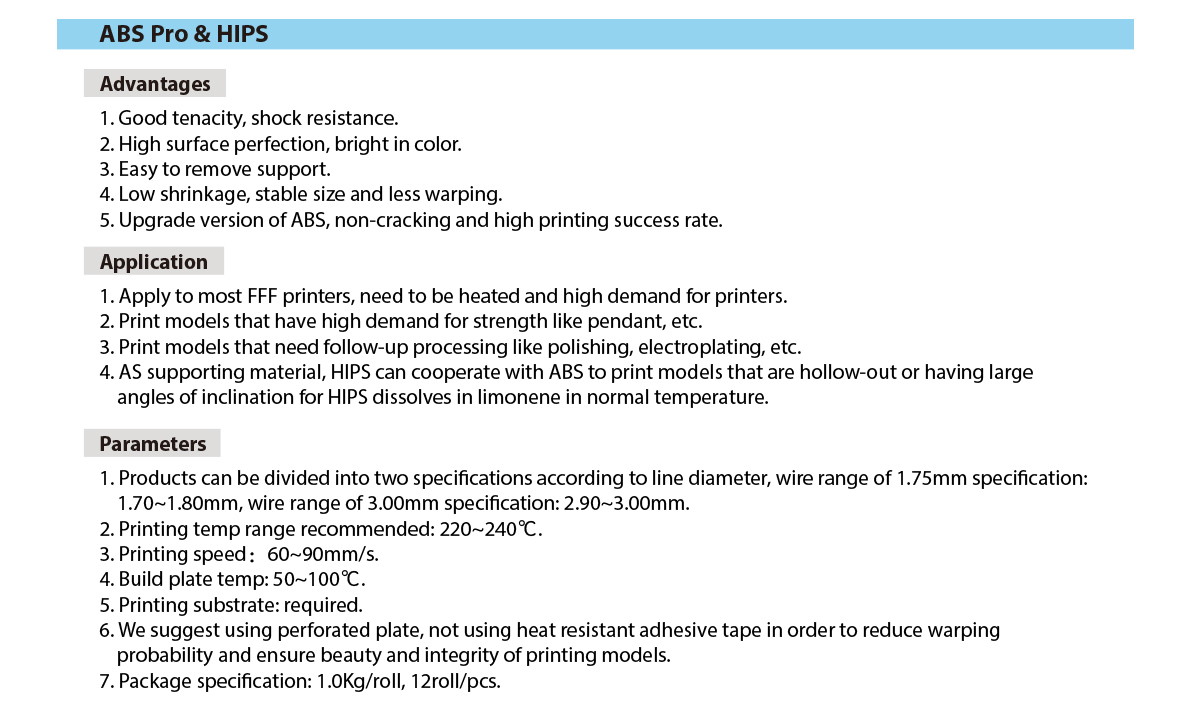 ABS Pro & HIPS
Advantages
1. Good tenacity, shock resistance.
2. High surface perfection, bright in color.
3. Easy to remove support.
4. Low shrinkage, stable size and less warping.
5. Upgrade version of ABS, non-cracking and high printing success rate.
Application
1. Apply to most FFF printers, need to be heated and high demand for printers.
2. Print models that have high demand for strength like pendant, etc.
3. Print models that need follow-up processing like polishing, electroplating, etc.
4. AS supporting material, HIPS can cooperate with ABS to print models that are hollow-out or having large
angles of inclination for HIPS dissolves in limonene in normal temperature.
Parameters
1. Products can be divided into two specifications according to line diameter, wire range of 1.75mm specification:
1.70~1.80mm, wire range of 3.00mm specification: 2.90~3.00mm.
2. Printing temp range recommended: 220~240℃.
3. Printing speed：60~90mm/s.
4. Build plate temp: 50~100℃.
5. Printing substrate: required.
6. We suggest using perforated plate, not using heat resistant adhesive tape in order to reduce warping
probability and ensure beauty and integrity of printing models.
7. Package specification: 1.0Kg/roll, 12roll/pcs.